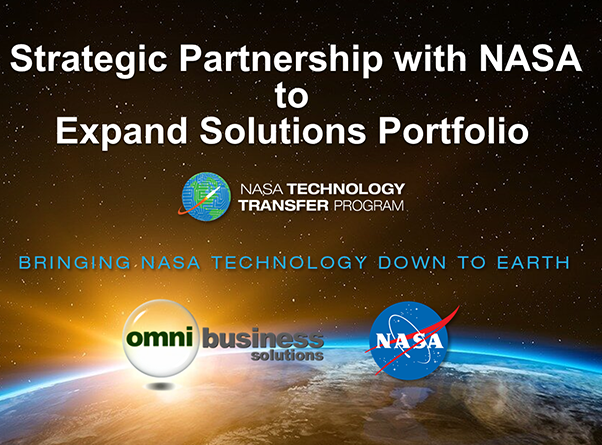 Strategic Partnership with NASA
to
Expand Solutions Portfolio
NASA TECHNOLOGY
TRANSFER PROGRAM
BRINGING NASA TECHNOLOGY DOWN TO EARTH
omni business
solutions
NASA